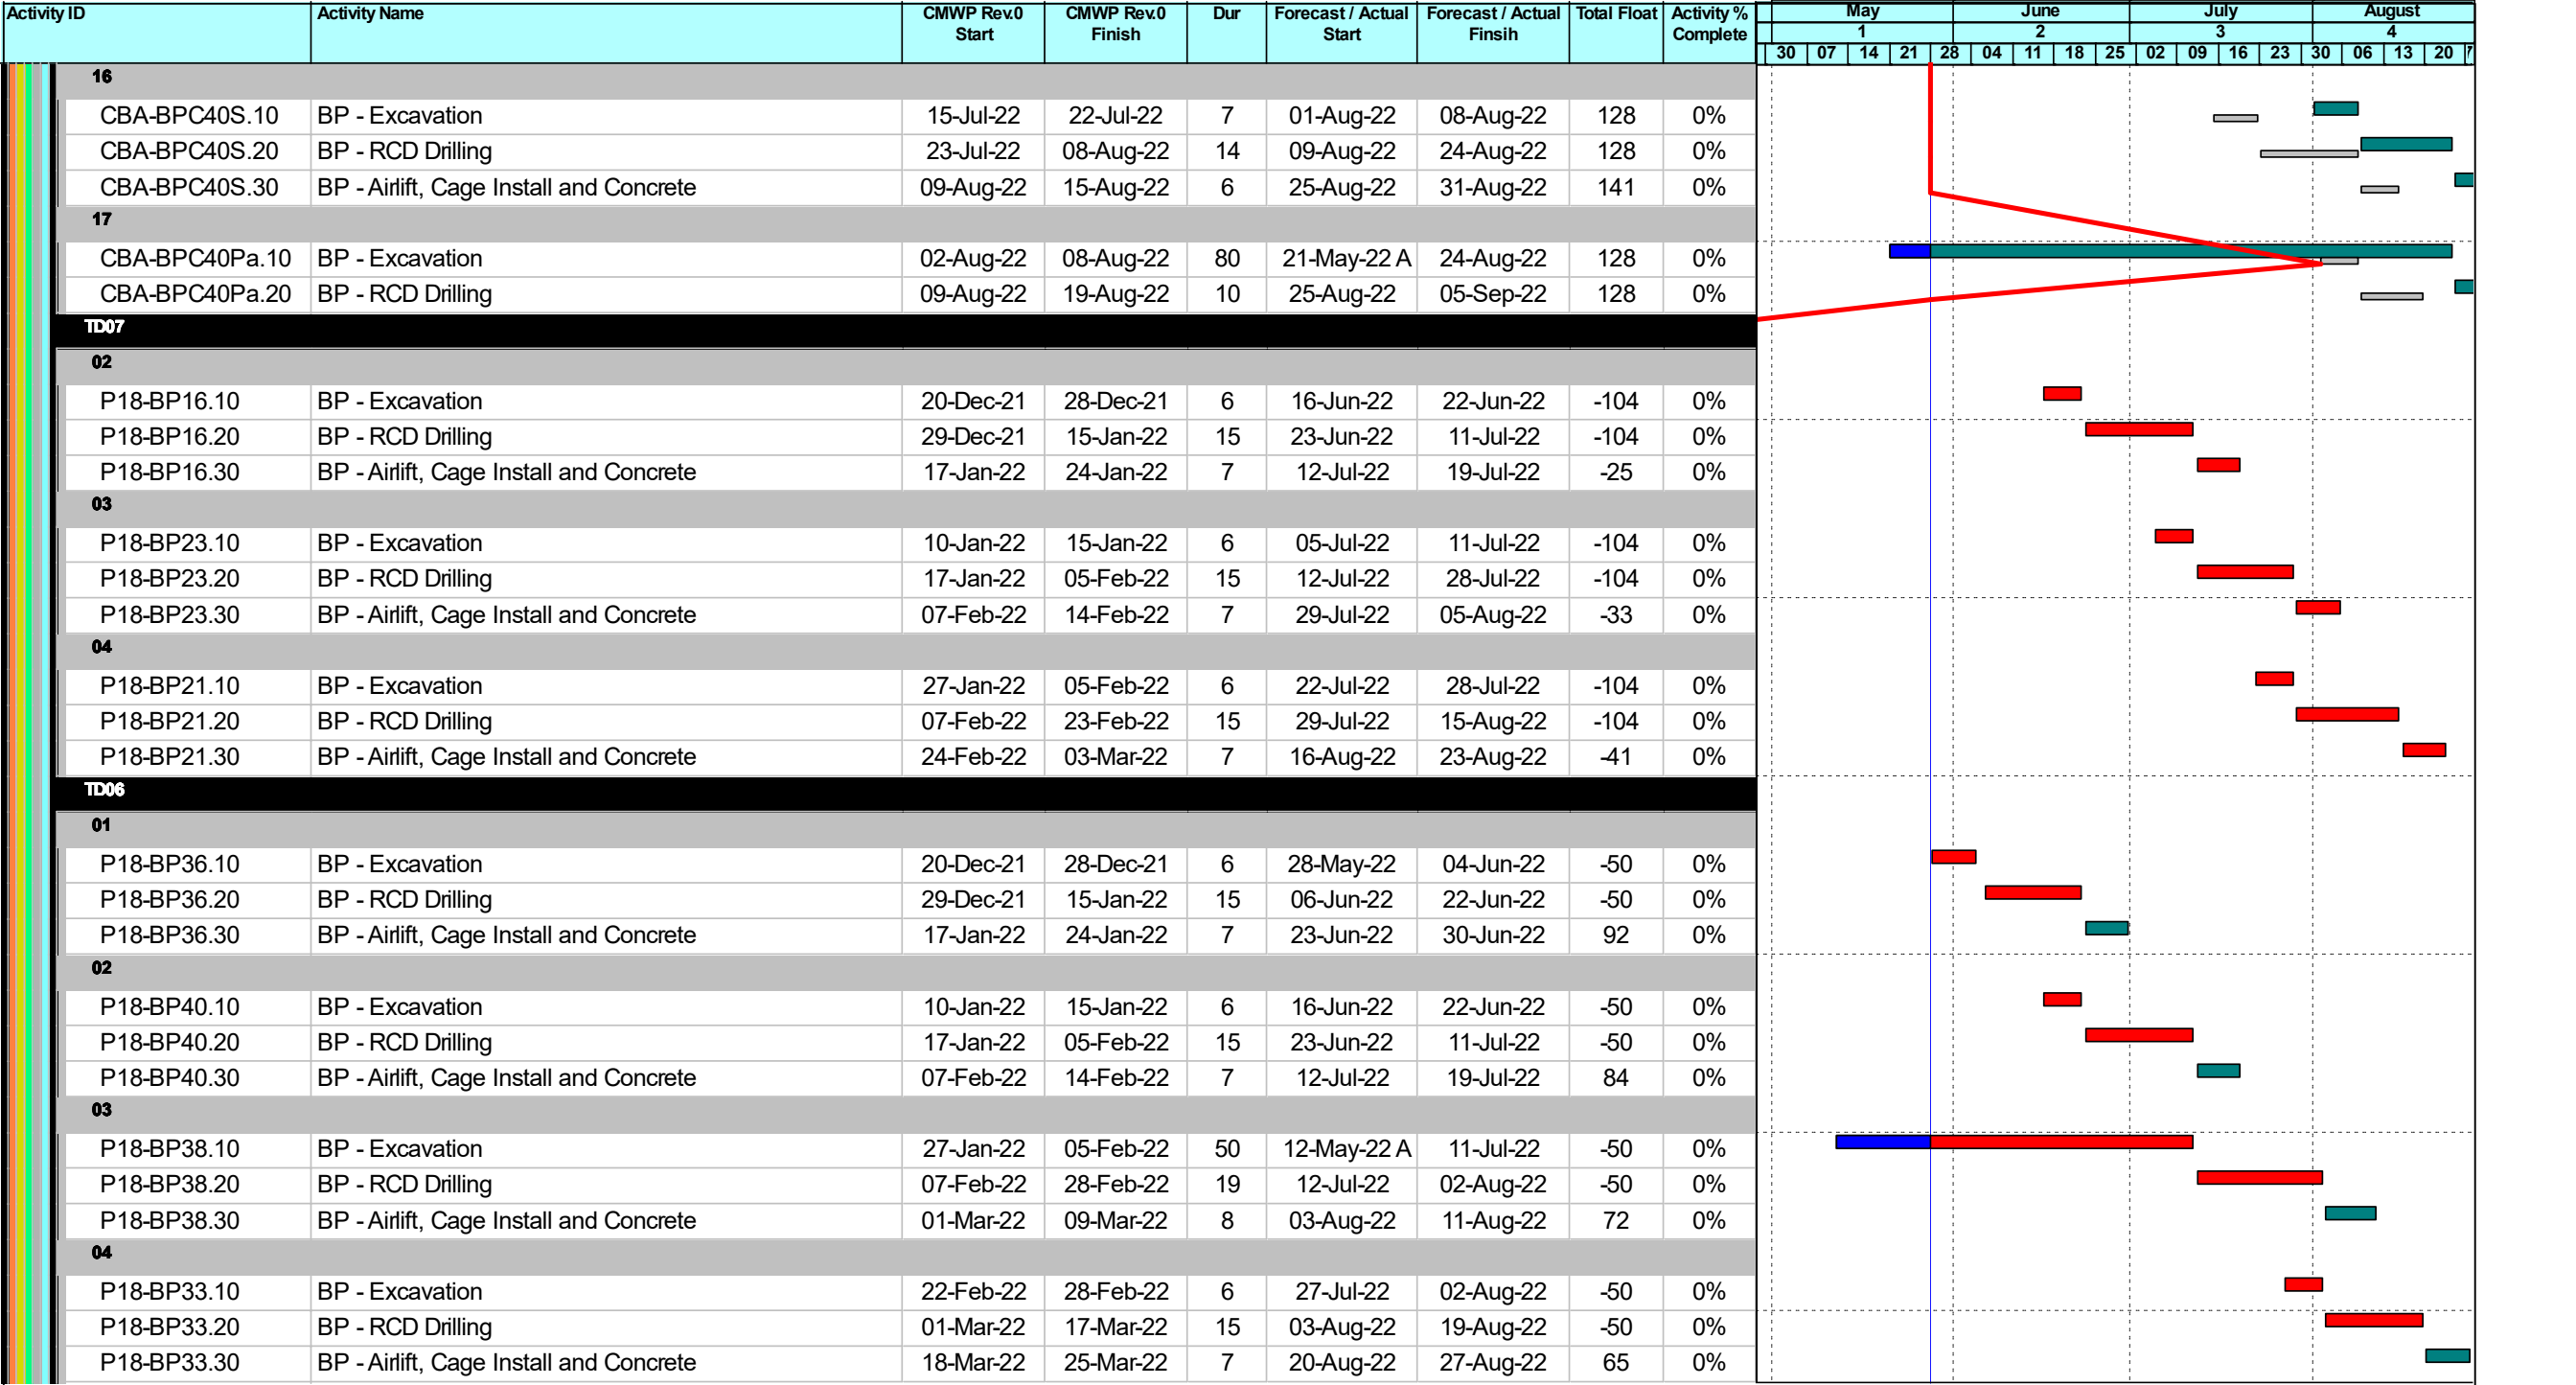 Activity ID Activity Name CMWP Rev.0 Start CMWP Rev.0 Finish Dur Forecast / Actual Start Forecast / Actual Finsih Total Float Activity % Complete May June July August
1 2 3 4
30 07 14 21 28 04 11 18 25 02 09 16 23 30 06 13 20
16
CBA-BPC40S.10 BP - Excavation 15-Jul-22 22-Jul-22 7 01-Aug-22 08-Aug-22 128 0%
CBA-BPC40S.20 BP - RCD Drilling 23-Jul-22 08-Aug-22 14 09-Aug-22 24-Aug-22 128 0%
CBA-BPC40S.30 BP - Airlift, Cage Install and Concrete 09-Aug-22 15-Aug-22 6 25-Aug-22 31-Aug-22 141 0%
17
CBA-BPC40Pa.10 BP - Excavation 02-Aug-22 08-Aug-22 80 21-May-22 A 24-Aug-22 128 0%
CBA-BPC40Pa.20 BP - RCD Drilling 09-Aug-22 19-Aug-22 10 25-Aug-22 05-Sep-22 128 0%
TD07
02
P18-BP16.10 BP - Excavation 20-Dec-21 28-Dec-21 6 16-Jun-22 22-Jun-22 -104 0%
P18-BP16.20 BP - RCD Drilling 29-Dec-21 15-Jan-22 15 23-Jun-22 11-Jul-22 -104 0%
P18-BP16.30 BP - Airlift, Cage Install and Concrete 17-Jan-22 24-Jan-22 7 12-Jul-22 19-Jul-22 -25 0%
03
P18-BP23.10 BP - Excavation 10-Jan-22 15-Jan-22 6 05-Jul-22 11-Jul-22 -104 0%
P18-BP23.20 BP - RCD Drilling 17-Jan-22 05-Feb-22 15 12-Jul-22 28-Jul-22 -104 0%
P18-BP23.30 BP - Airlift, Cage Install and Concrete 07-Feb-22 14-Feb-22 7 29-Jul-22 05-Aug-22 -33 0%
04
P18-BP21.10 BP - Excavation 27-Jan-22 05-Feb-22 6 22-Jul-22 28-Jul-22 -104 0%
P18-BP21.20 BP - RCD Drilling 07-Feb-22 23-Feb-22 15 29-Jul-22 15-Aug-22 -104 0%
P18-BP21.30 BP - Airlift, Cage Install and Concrete 24-Feb-22 03-Mar-22 7 16-Aug-22 23-Aug-22 -41 0%
TD06
01
P18-BP36.10 BP - Excavation 20-Dec-21 28-Dec-21 6 28-May-22 04-Jun-22 -50 0%
P18-BP36.20 BP - RCD Drilling 29-Dec-21 15-Jan-22 15 06-Jun-22 22-Jun-22 -50 0%
P18-BP36.30 BP - Airlift, Cage Install and Concrete 17-Jan-22 24-Jan-22 7 23-Jun-22 30-Jun-22 92 0%
02
P18-BP40.10 BP - Excavation 10-Jan-22 15-Jan-22 6 16-Jun-22 22-Jun-22 -50 0%
P18-BP40.20 BP - RCD Drilling 17-Jan-22 05-Feb-22 15 23-Jun-22 11-Jul-22 -50 0%
P18-BP40.30 BP - Airlift, Cage Install and Concrete 07-Feb-22 14-Feb-22 7 12-Jul-22 19-Jul-22 84 0%
03
P18-BP38.10 BP - Excavation 27-Jan-22 05-Feb-22 50 12-May-22 A 11-Jul-22 -50 0%
P18-BP38.20 BP - RCD Drilling 07-Feb-22 28-Feb-22 19 12-Jul-22 02-Aug-22 -50 0%
P18-BP38.30 BP - Airlift, Cage Install and Concrete 01-Mar-22 09-Mar-22 8 03-Aug-22 11-Aug-22 72 0%
04
P18-BP33.10 BP - Excavation 22-Feb-22 28-Feb-22 6 27-Jul-22 02-Aug-22 -50 0%
P18-BP33.20 BP - RCD Drilling 01-Mar-22 17-Mar-22 15 03-Aug-22 19-Aug-22 -50 0%
P18-BP33.30 BP - Airlift, Cage Install and Concrete 18-Mar-22 25-Mar-22 7 20-Aug-22 27-Aug-22 65 0%